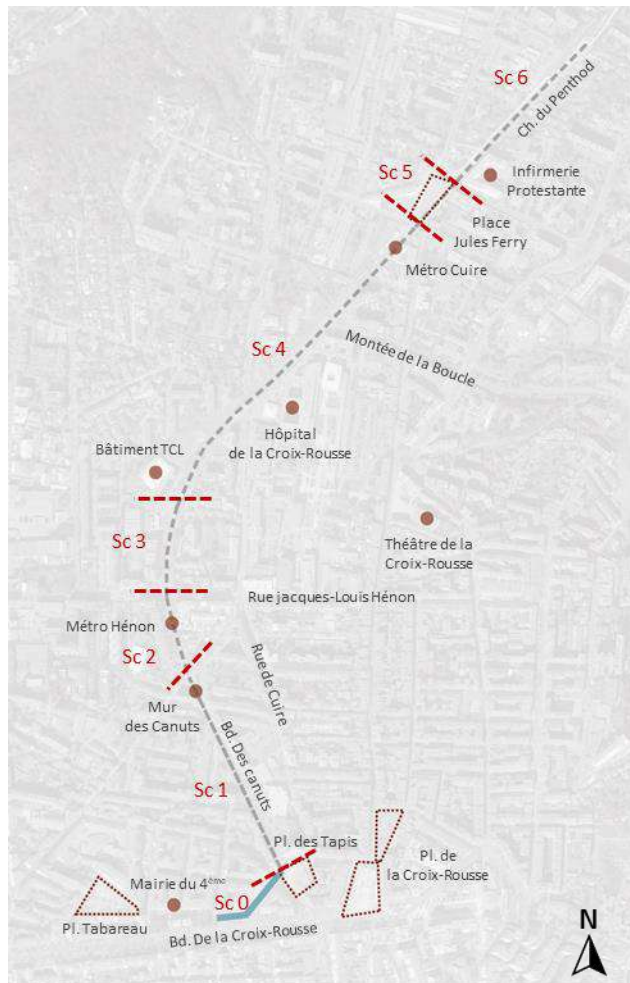 Sc 6
Ch. du Penthod
Sc 5
Infirmerie
Protestante
Place
Jules Ferry
Métro Cuire
Sc 4
Montée de la Boucle
Hôpital
de la Croix-Rousse
Bâtiment TCL
Sc 3
Théâtre de la
Croix-Rousse
Rue jacques-Louis Hénon
Métro Hénon
Sc 2
Rue de Cuire
Mur
des Canuts
Bd. Des canuts
Sc 1
Pl. des Tapis
Pl. de
la Croix-Rousse
Mairie du 4ème
Sc 0
Pl. Tabareau
Bd. De la Croix-Rousse
N